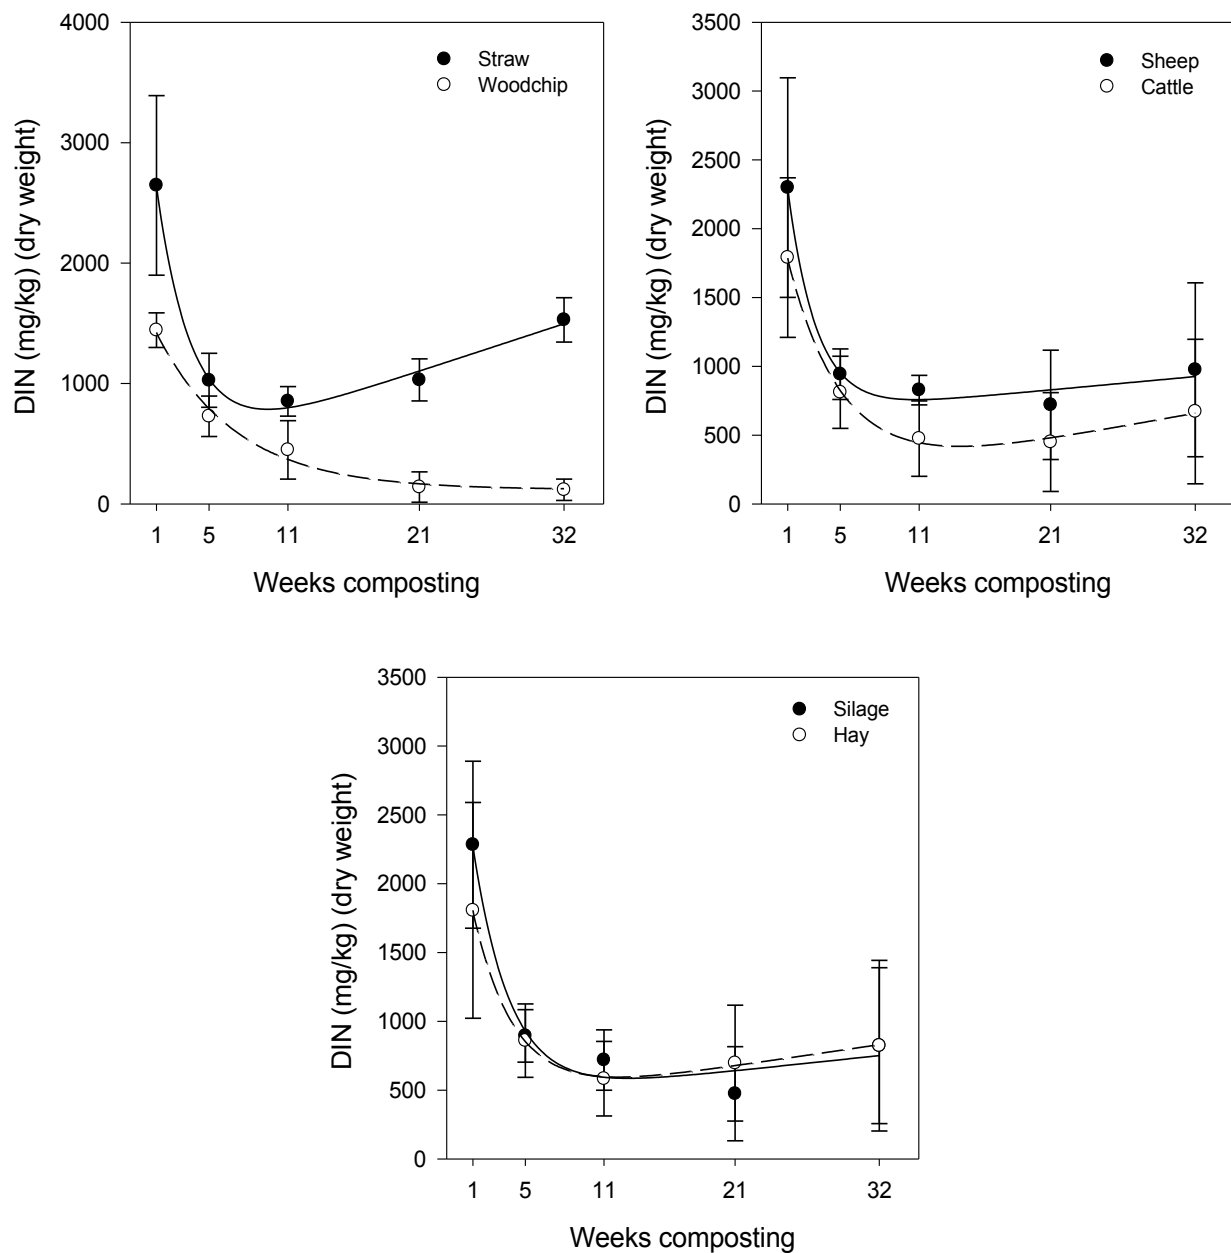 DIN (mg/kg) (dry weight)
4000
3000
2000
1000
0
Straw
Woodchip
1 5 11 21 32
Weeks composting
DIN (mg/kg) (dry weight)
3500
3000
2500
2000
1500
1000
500
0
Sheep
Cattle
1 5 11 21 32
Weeks composting
DIN (mg/kg) (dry weight)
3500
3000
2500
2000
1500
1000
500
0
Silage
Hay
1 5 11 21 32
Weeks composting